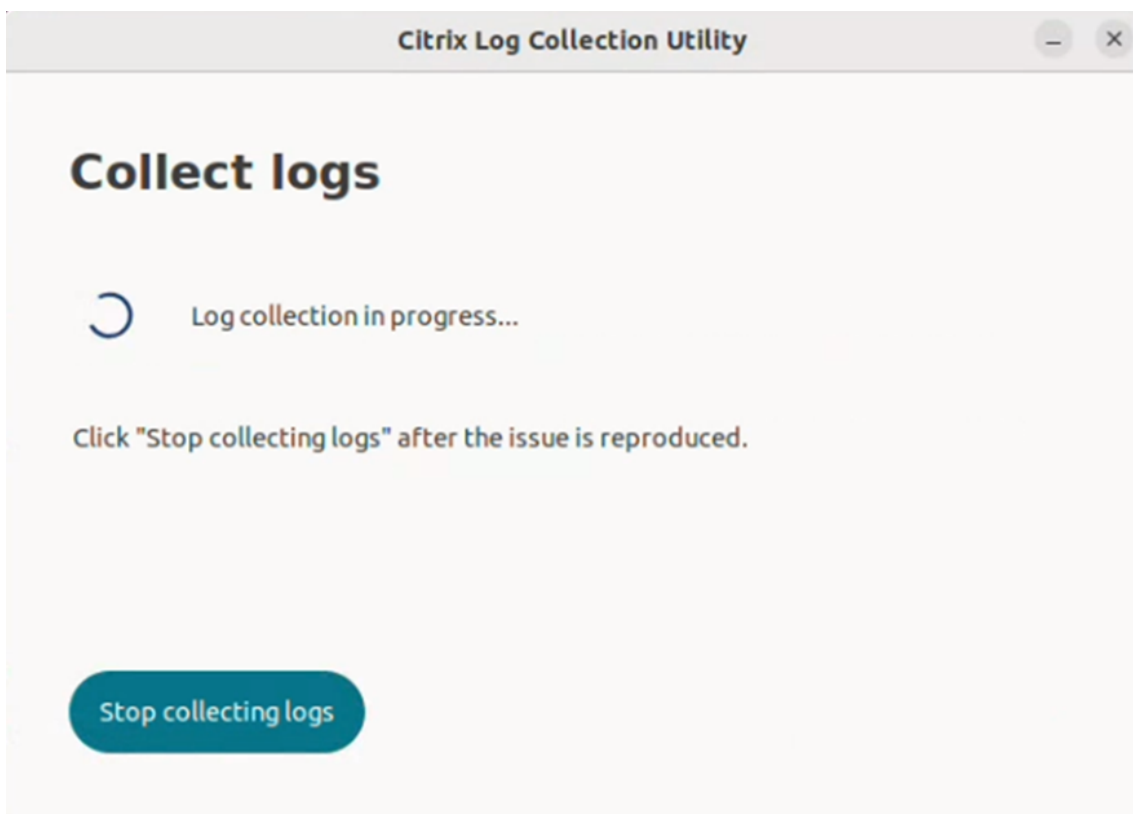 Citrix Log Collection Utility
Collect logs
Log collection in progress...
Click "Stop collecting logs" after the issue is reproduced.
Stop collecting logs